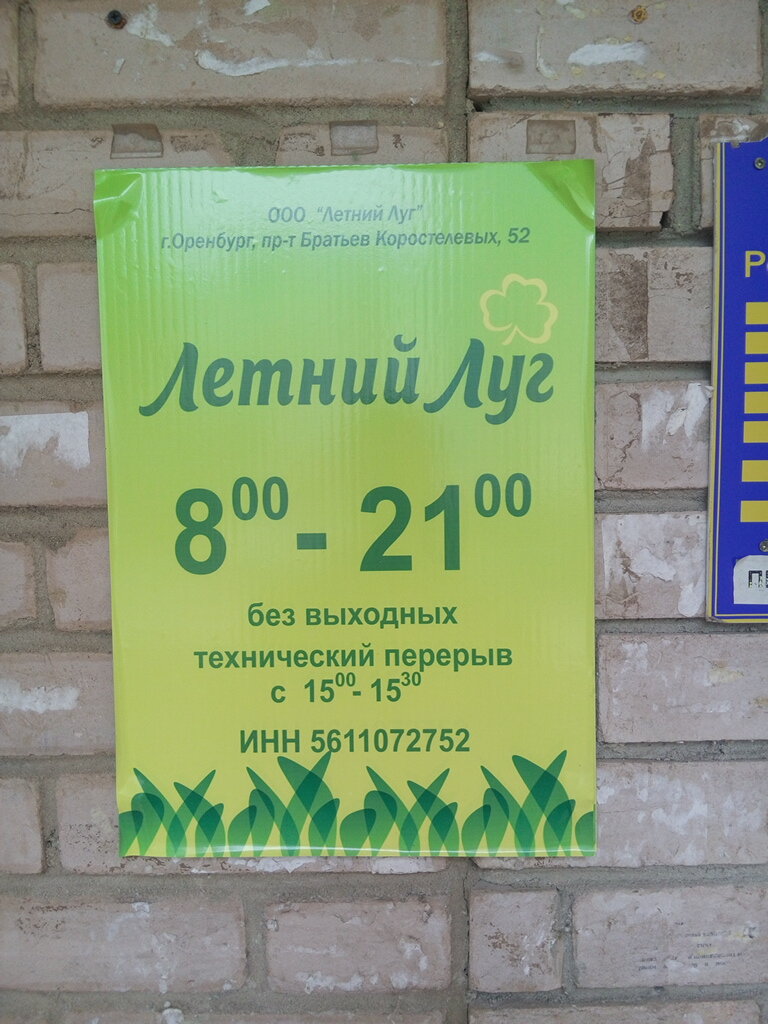 ООО "Летний Луг"
г.Оренбург, пр-т Братьев Коростелевых, 52
Летний Луг
8⁰⁰ - 21⁰⁰
без выходных
технический перерыв
с 15⁰⁰- 15³⁰
ИНН 5611072752